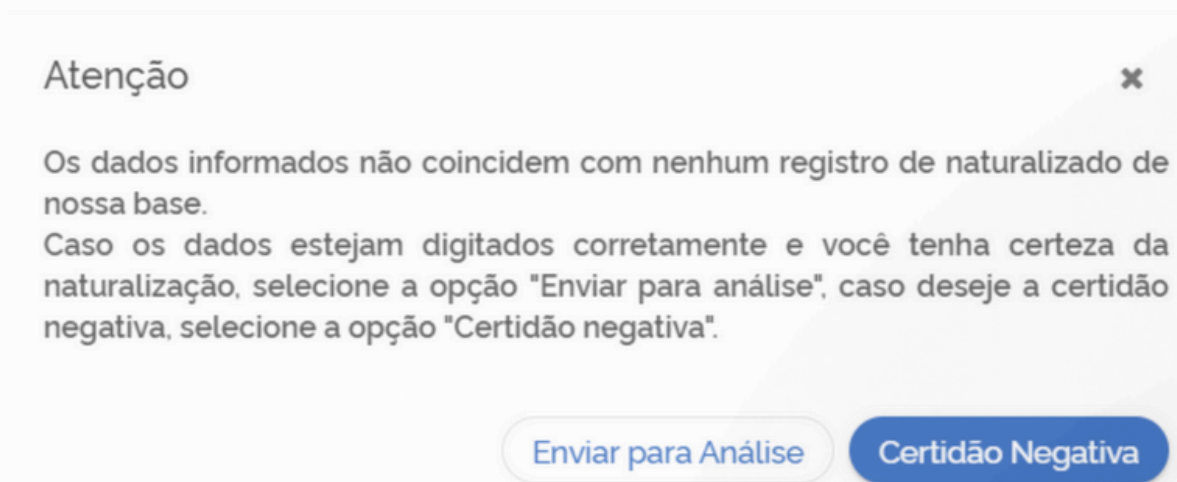 Atenção
Os dados informados não coincidem com nenhum registro de naturalizado de
nossa base.
Caso os dados estejam digitados corretamente e você tenha certeza da
naturalização, selecione a opção "Enviar para análise", caso deseje a certidão
negativa, selecione a opção "Certidão negativa".
Enviar para Análise
Certidão Negativa